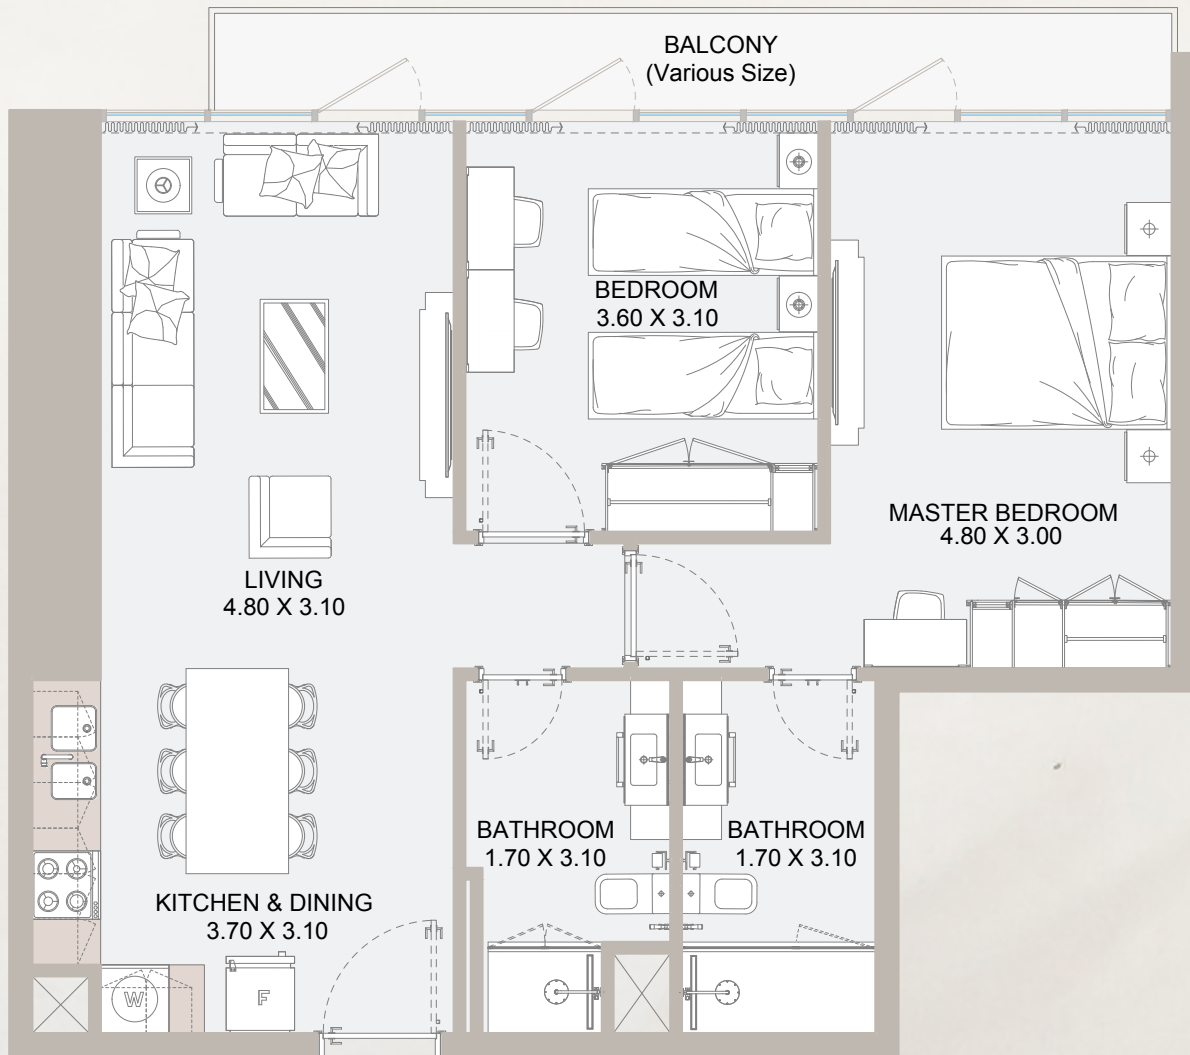 BALCONY
(Various Size)
BEDROOM
3.60 X 3.10
MASTER BEDROOM
4.80 X 3.00
LIVING
4.80 X 3.10
BATHROOM
1.70 X 3.10
BATHROOM
1.70 X 3.10
KITCHEN & DINING
3.70 X 3.10
W
F